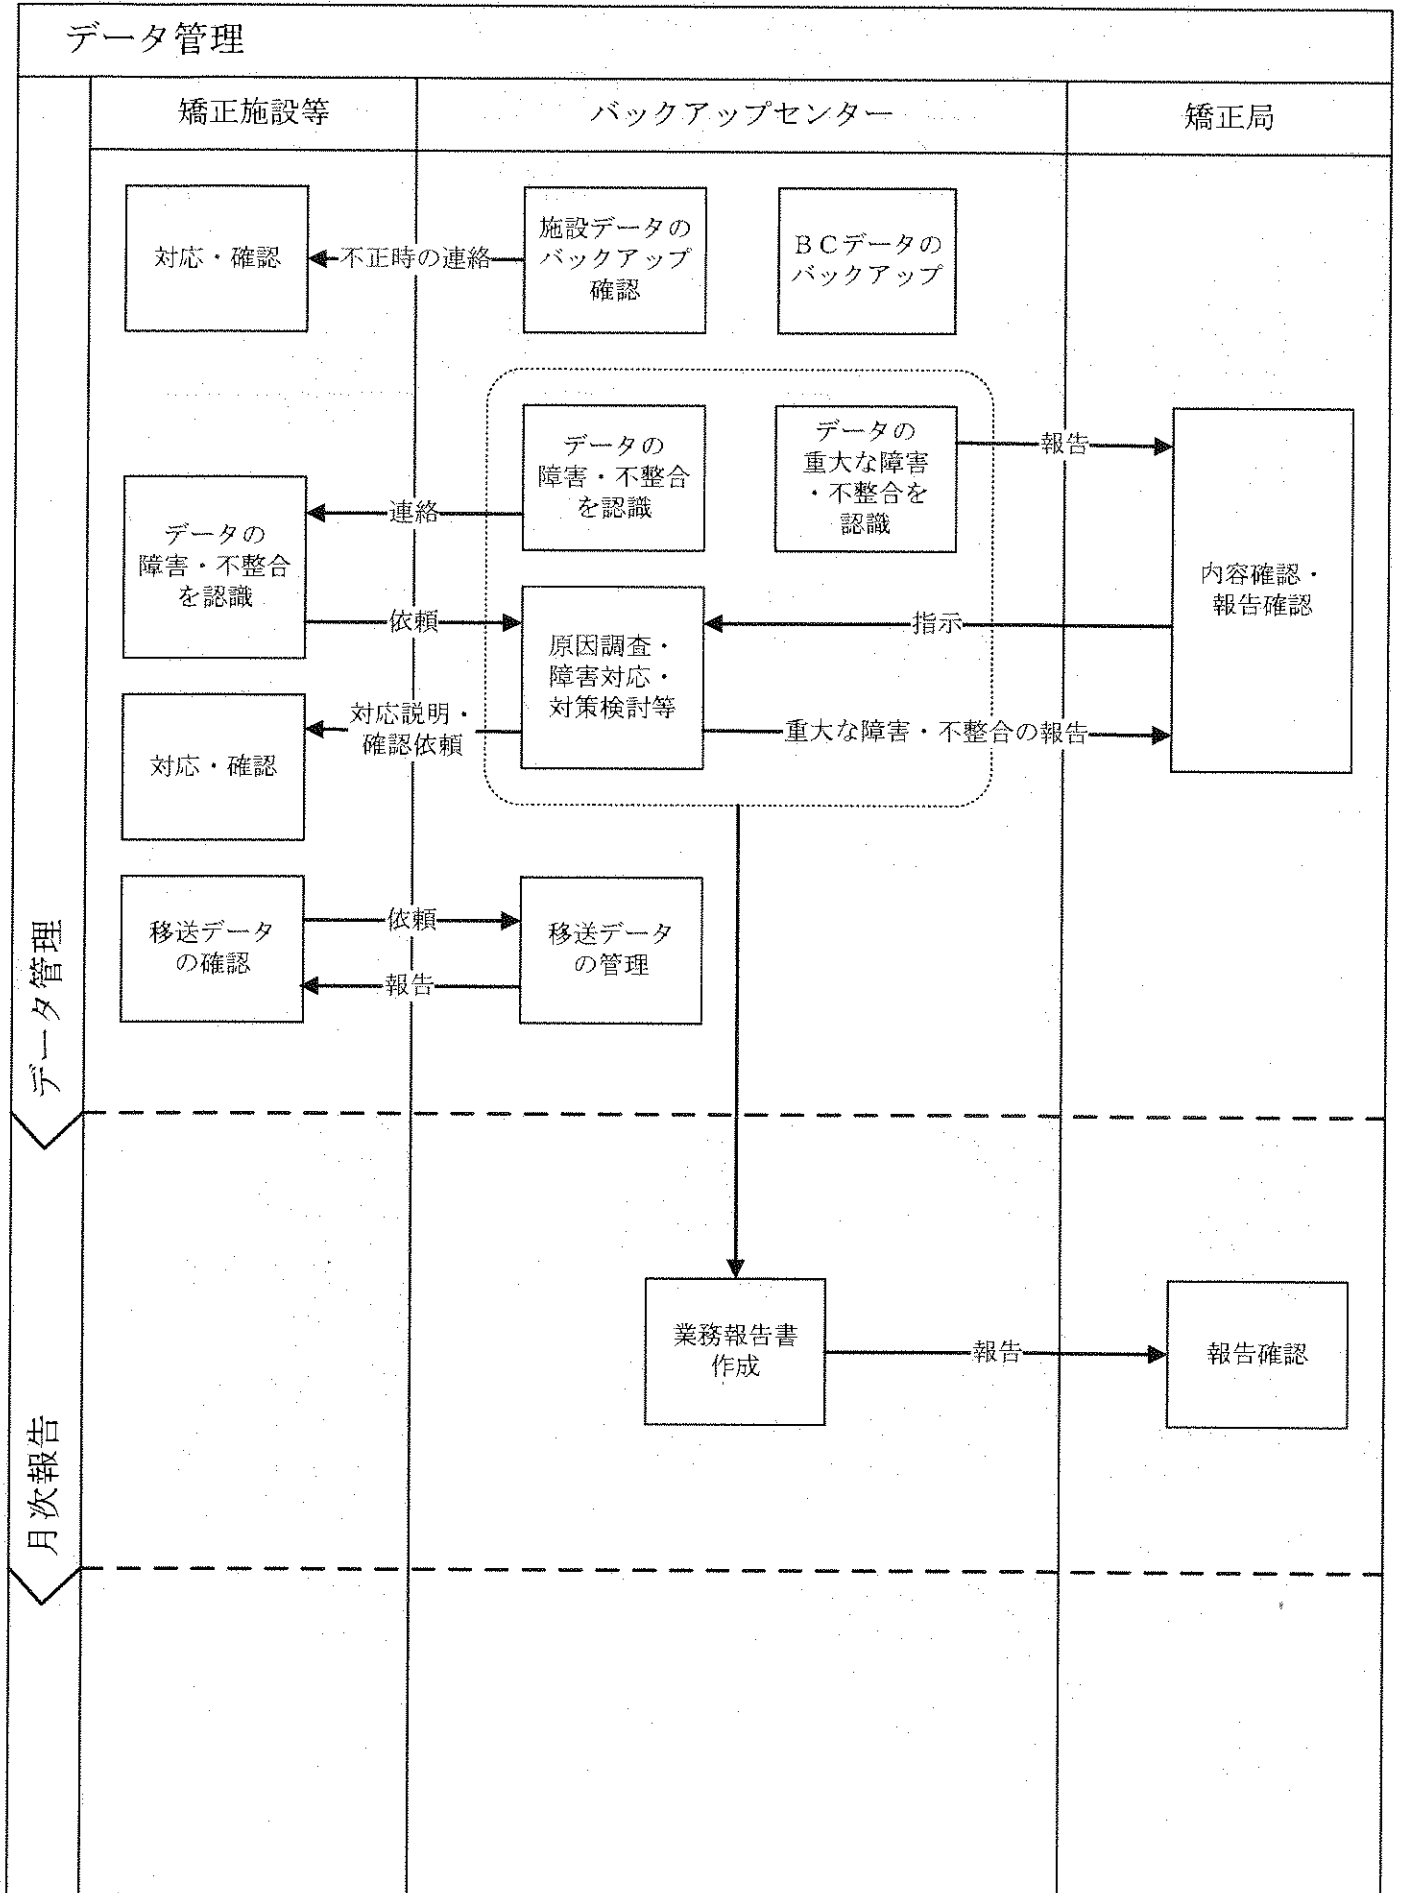 データ管理
矯正施設等
バックアップセンター
矯正局
対応・確認
不正時の連絡
施設データの
バックアップ
確認
ＢＣデータの
バックアップ
データの
障害・不整合
を認識
データの
重大な障害
・不整合を
認識
報告
連絡
データの
障害・不整合
を認識
内容確認・
報告確認
依頼
原因調査・
障害対応・
対策検討等
指示
対応説明・
確認依頼
重大な障害・不整合の報告
対応・確認
移送データ
の確認
依頼
報告
移送データ
の管理
データ管理
業務報告書
作成
報告
報告確認
月次報告